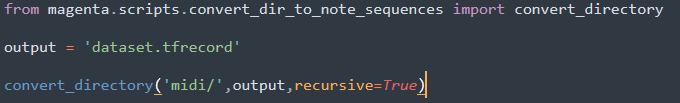 from magenta.scripts.convert_dir_to_note_sequences import convert_directory
output = 'dataset.tfrecord'
convert_directory('midi/',output,recursive=True)